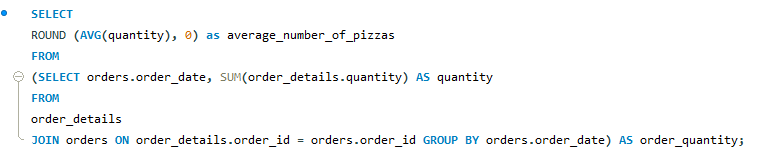 SELECT
ROUND (AVG(quantity), 0) as average_number_of_pizzas
FROM
(SELECT orders.order_date, SUM(order_details.quantity) AS quantity
FROM
order_details
JOIN orders ON order_details.order_id = orders.order_id GROUP BY orders.order_date) AS order_quantity;